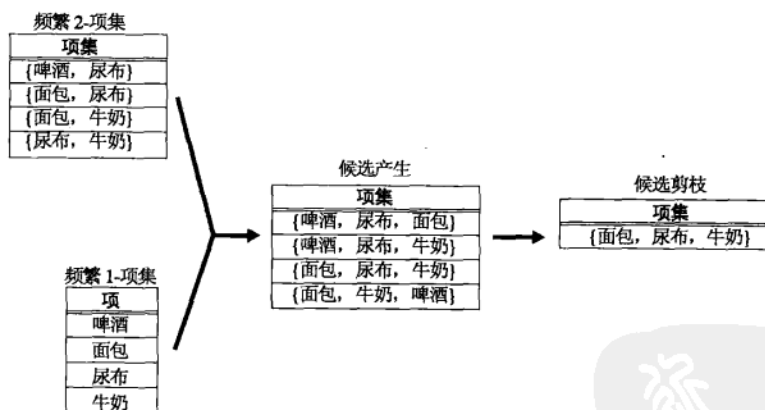 频繁 2-项集
项集
{啤酒，尿布}
{面包，尿布}
{面包，牛奶}
{尿布，牛奶}
频繁 1-项集
项
啤酒
面包
尿布
牛奶
候选产生
项集
{啤酒，尿布，面包}
{啤酒，尿布，牛奶}
{面包，尿布，牛奶}
{面包，牛奶，啤酒}
候选剪枝
项集
{面包，尿布，牛奶}